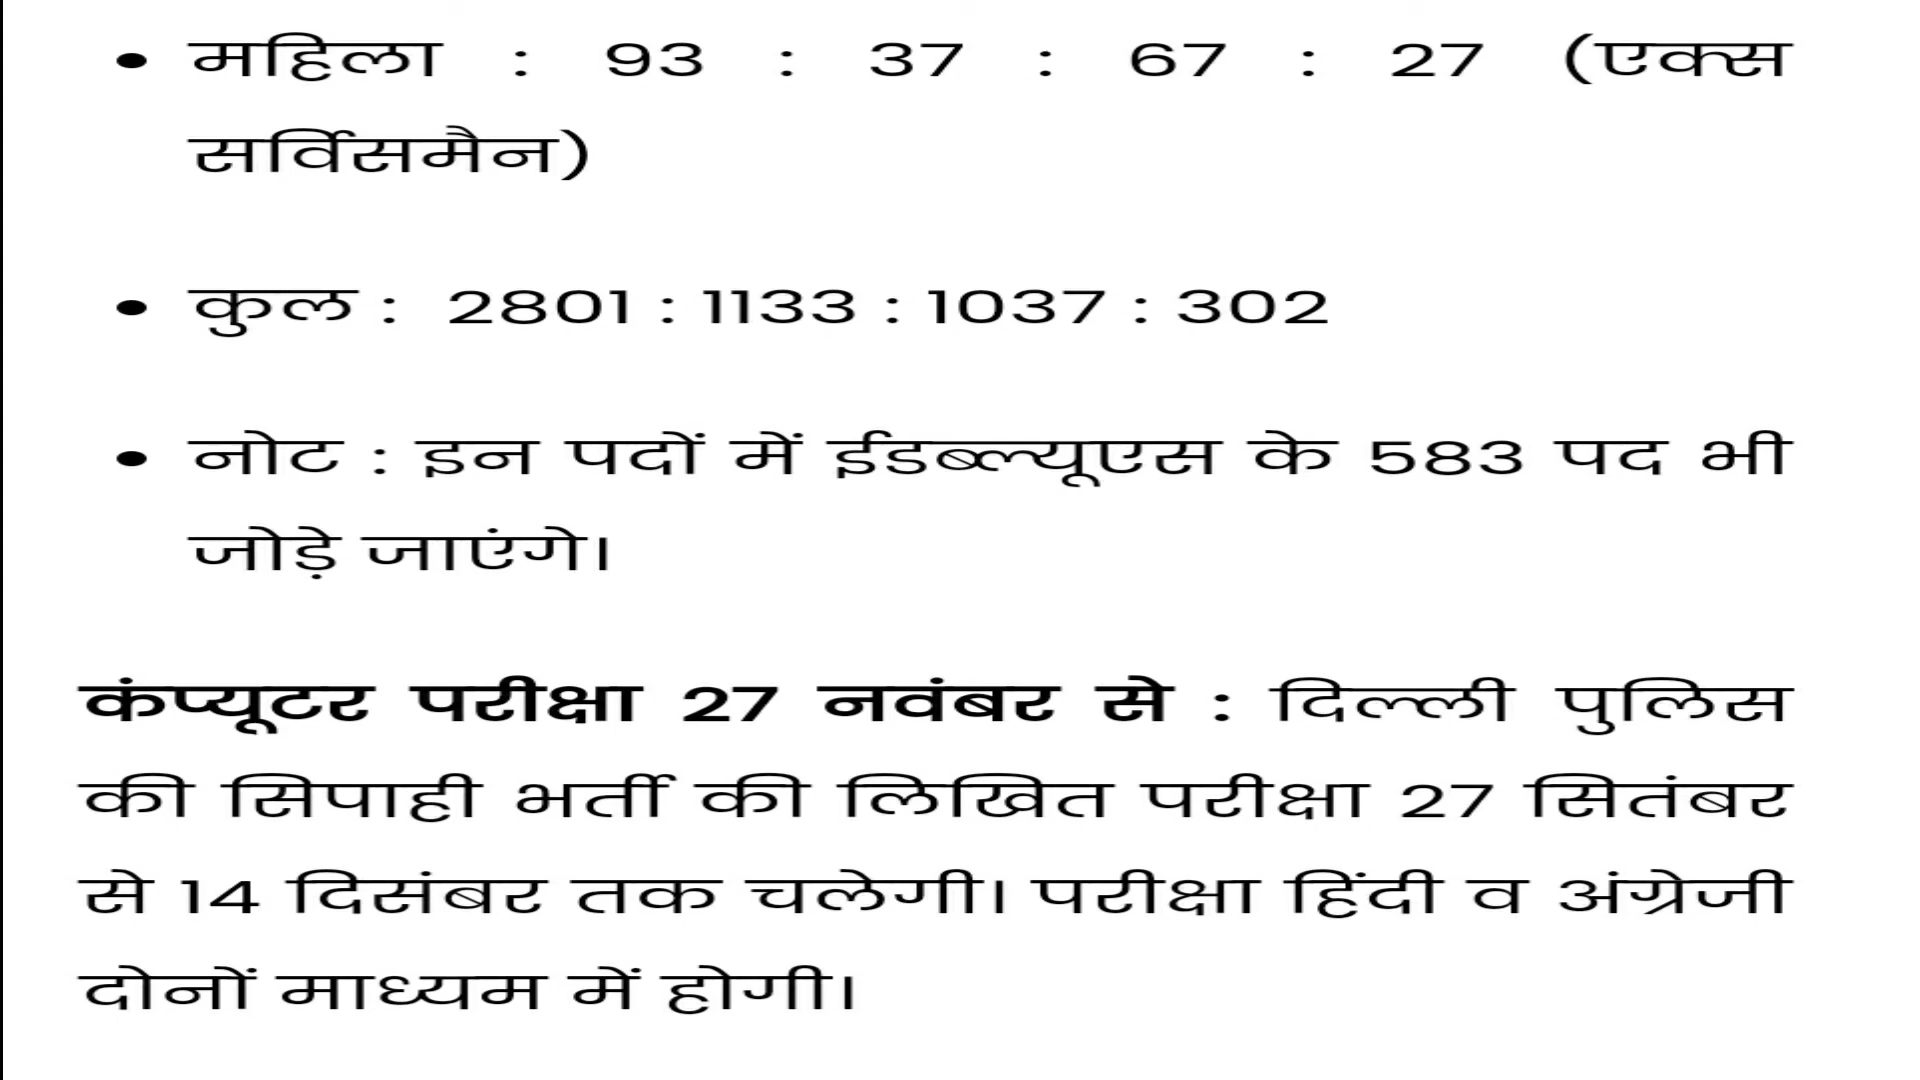 • महिला : 93 : 37 : 67 : 27 (एक्स
सर्विसमैन)
• कुल : 2801 : 1133 : 1037 : 302
• नोट : इन पदों में ईडब्ल्यूएस के 583 पद भी
जोड़े जाएंगे।
कंप्यूटर परीक्षा 27 नवंबर से : दिल्ली पुलिस
की सिपाही भर्ती की लिखित परीक्षा 27 सितंबर
से 14 दिसंबर तक चलेगी। परीक्षा हिंदी व अंग्रेजी
दोनों माध्यम में होगी।